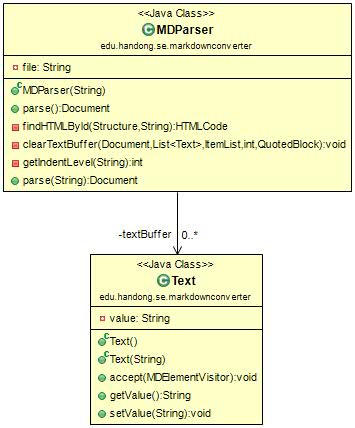 <<Java Class>>
MDParser
edu.handong.se.markdownconverter
file: String
MDParser(String)
parse():Document
findHTMLById(Structure,String):HTMLCode
clearTextBuffer(Document,List<Text>,ItemList,int,QuotedBlock):void
getIndentLevel(String):int
parse(String):Document
-textBuffer 0..*
<<Java Class>>
Text
edu.handong.se.markdownconverter
value: String
Text()
Text(String)
accept(MDElementVisitor):void
getValue():String
setValue(String):void